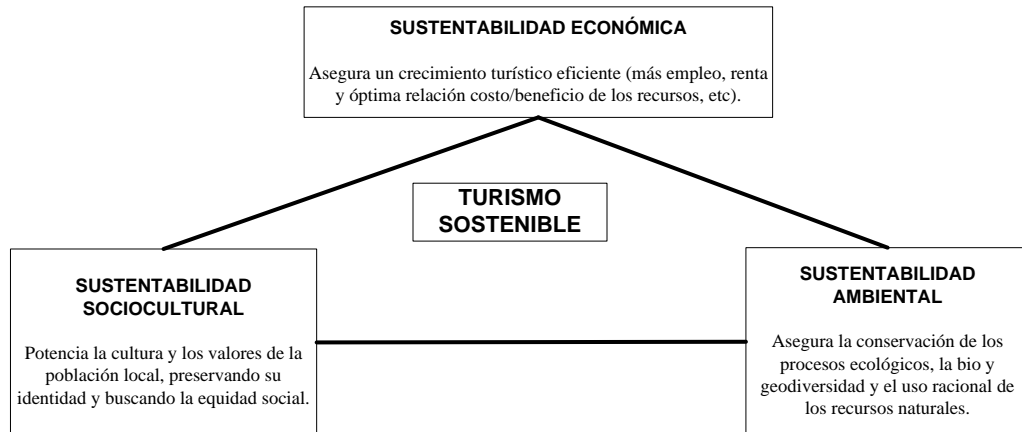 SUSTENTABILIDAD ECONÓMICA
Asegura un crecimiento turístico eficiente (más empleo, renta
y óptima relación costo/beneficio de los recursos, etc).
TURISMO
SOSTENIBLE
SUSTENTABILIDAD
SOCIOCULTURAL
Potencia la cultura y los valores de la
población local, preservando su
identidad y buscando la equidad social.
SUSTENTABILIDAD
AMBIENTAL
Asegura la conservación de los
procesos ecológicos, la bio y
geodiversidad y el uso racional de
los recursos naturales.